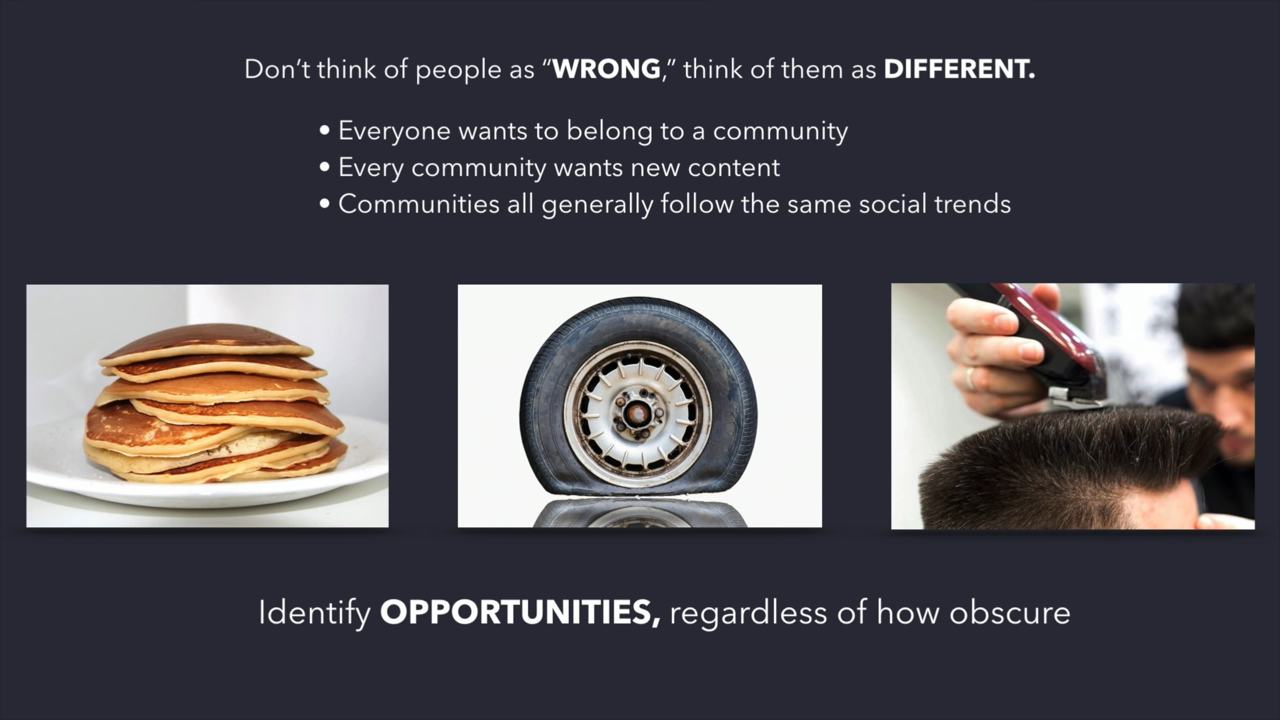 Don’t think of people as “WRONG,” think of them as DIFFERENT.
• Everyone wants to belong to a community
• Every community wants new content
• Communities all generally follow the same social trends
Identify OPPORTUNITIES, regardless of how obscure